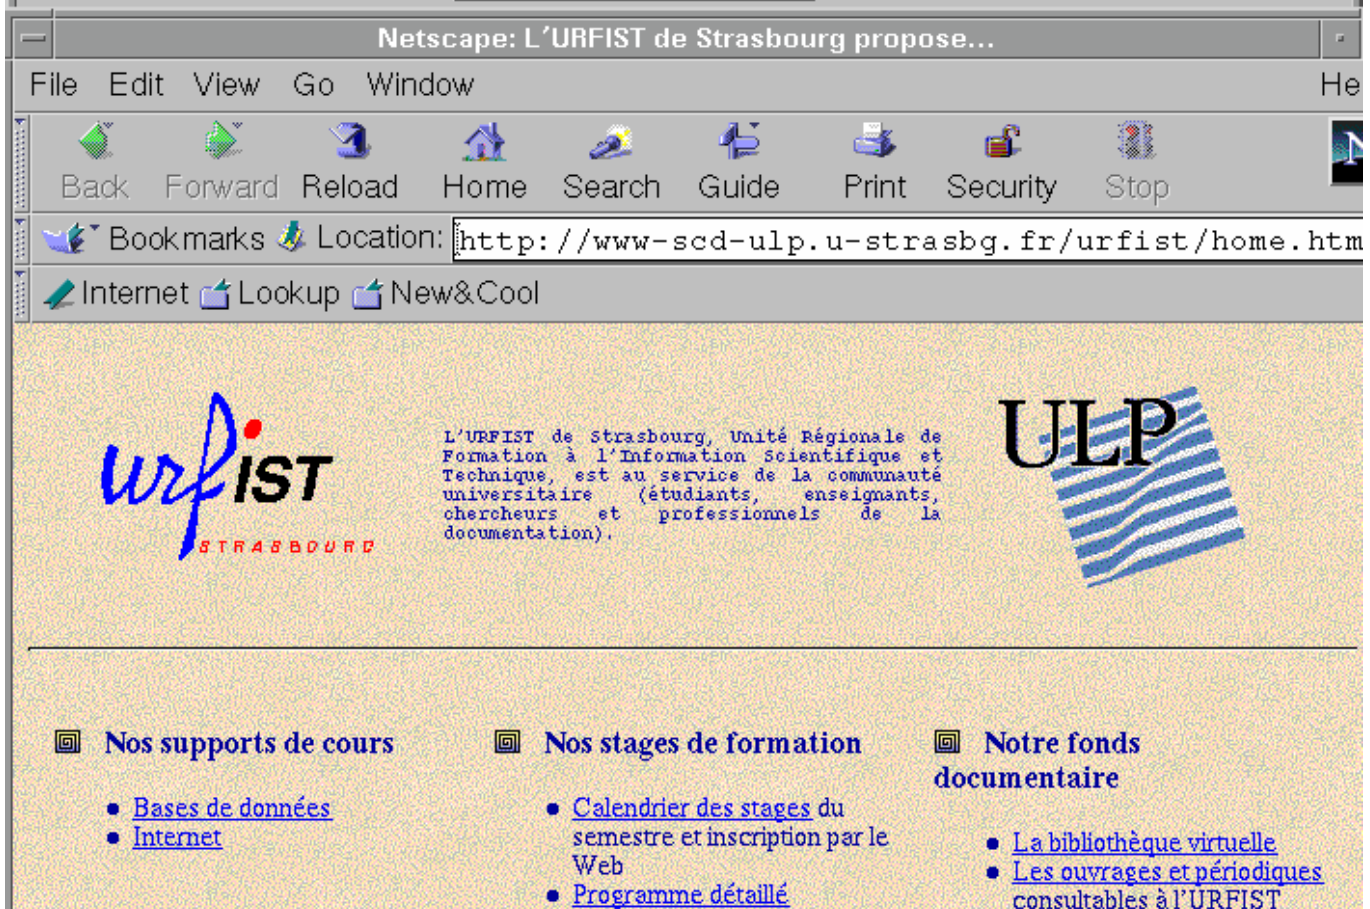 Netscape: L'URFIST de Strasbourg propose...
File Edit View Go Window He
Back Forward Reload Home Search Guide Print Security Stop
N
Bookmarks Location: http://www-scd-ulp.u-strasbg.fr/urfist/home.htm
Internet Lookup New&Cool
urfIST
STRASBOURG
L'URFIST de Strasbourg, Unité Régionale de
Formation à l'Information Scientifique et
Technique, est au service de la communauté
universitaire (étudiants, enseignants,
chercheurs et professionnels de la
documentation).
ULP
Nos supports de cours
Bases de données
Internet
Nos stages de formation
Calendrier des stages du
semestre et inscription par le
Web
Programme détaillé
Notre fonds
documentaire
La bibliothèque virtuelle
Les ouvrages et périodiques
consultables à l'URFIST